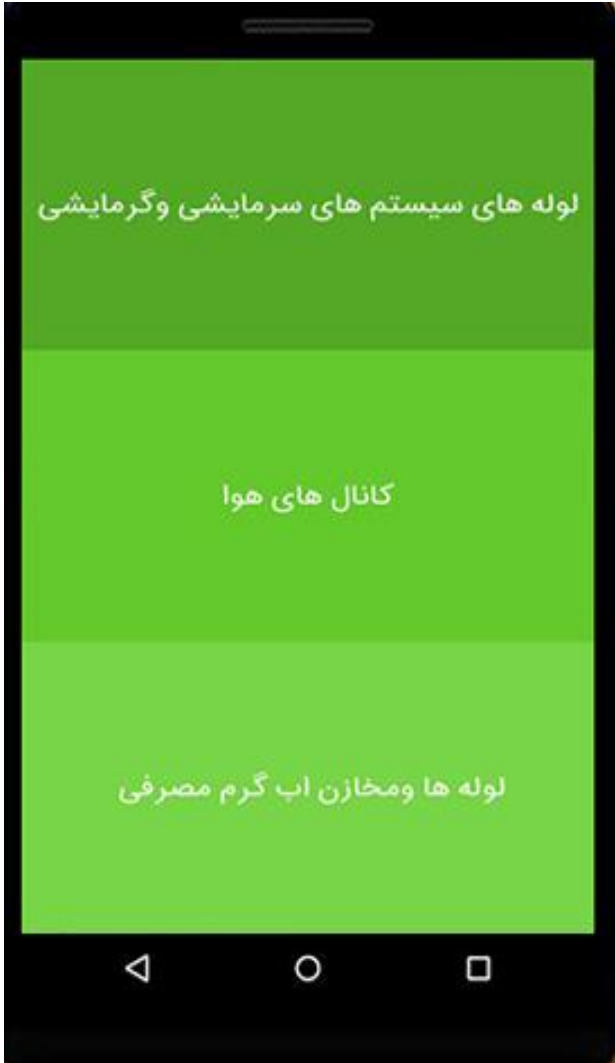 لوله های سیستم های سرمایشی وگرمایشی
کانال های هوا
لوله ها ومخازن اب گرم مصرفی